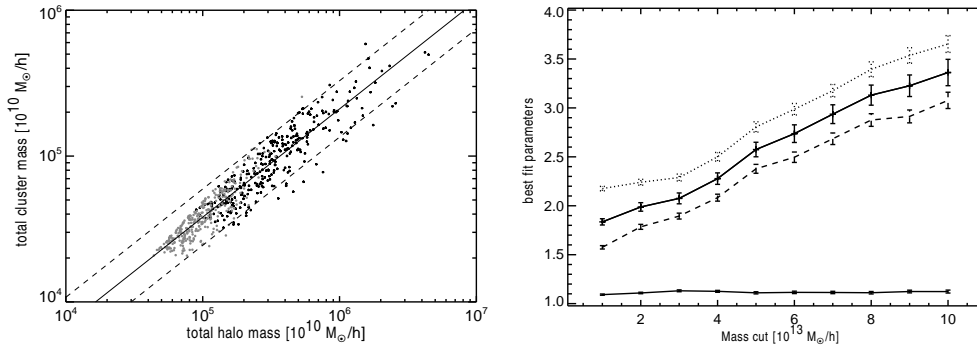 10^6
10^5
10^4
total cluster mass [10^10 M_⊙/h]
10^4 10^5 10^6 10^7
total halo mass [10^10 M_⊙/h]
4.0
3.5
3.0
2.5
2.0
1.5
1.0
best fit parameters
2 4 6 8 10
Mass cut [10^13 M_⊙/h]